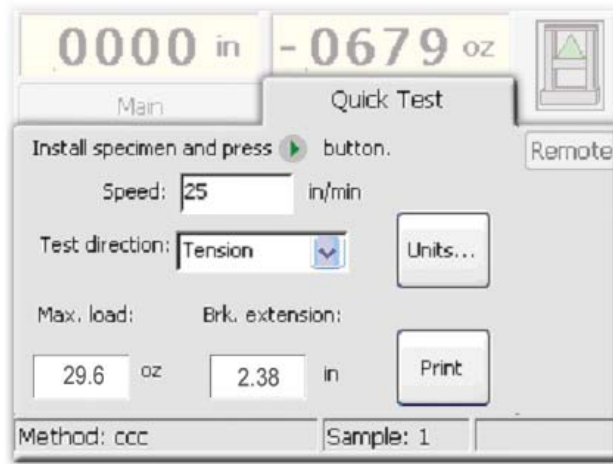 0000 in -0679 oz
Main Quick Test
Install specimen and press button.
Remote
Speed: 25 in/min
Test direction: Tension
Units...
Max. load: Brk. extension:
29.6 oz 2.38 in
Print
Method: ccc Sample: 1